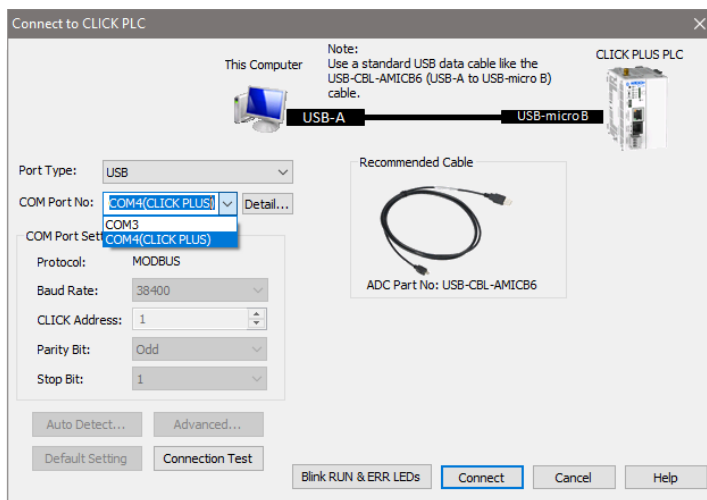 Connect to CLICK PLC
This Computer
Note:
Use a standard USB data cable like the
USB-CBL-AMICB6 (USB-A to USB-micro B)
cable.
CLICK PLUS PLC
USB-A
USB-micro B
Port Type:
USB
COM Port No:
COM4(CLICK PLUS)
Detail...
COM3
COM4(CLICK PLUS)
COM Port Set
Protocol:
MODBUS
Baud Rate:
38400
CLICK Address:
1
Parity Bit:
Odd
Stop Bit:
1
Auto Detect...
Advanced...
Default Setting
Connection Test
Recommended Cable
ADC Part No: USB-CBL-AMICB6
Blink RUN & ERR LEDs
Connect
Cancel
Help